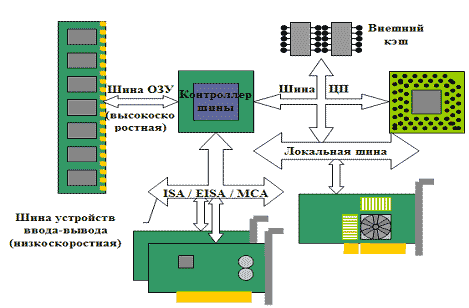 Внешний
кэш
Шина ОЗУ
(высокоско
ростная)
Контроллер
шины
Шина ЦП
Локальная шина
ISA / EISA / MCA
Шина устройств
ввода-вывода
(низкоскоростная)